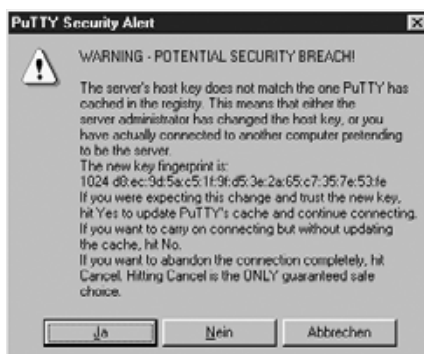 PuTTY Security Alert
WARNING - POTENTIAL SECURITY BREACH!
The server's host key does not match the one PuTTY has
cached in the registry. This means that either the
server administrator has changed the host key, or you
have actually connected to another computer pretending
to be the server.
The new key fingerprint is:
1024 d8:ec:9d:5a:c5:1f:9f:d5:3e:2a:65:c7:35:7e:53:fe
If you were expecting this change and trust the new key,
hit Yes to update PuTTY's cache and continue connecting.
If you want to carry on connecting but without updating
the cache, hit No.
If you want to abandon the connection completely, hit
Cancel. Hitting Cancel is the ONLY guaranteed safe
choice.
Ja
Nein
Abbrechen